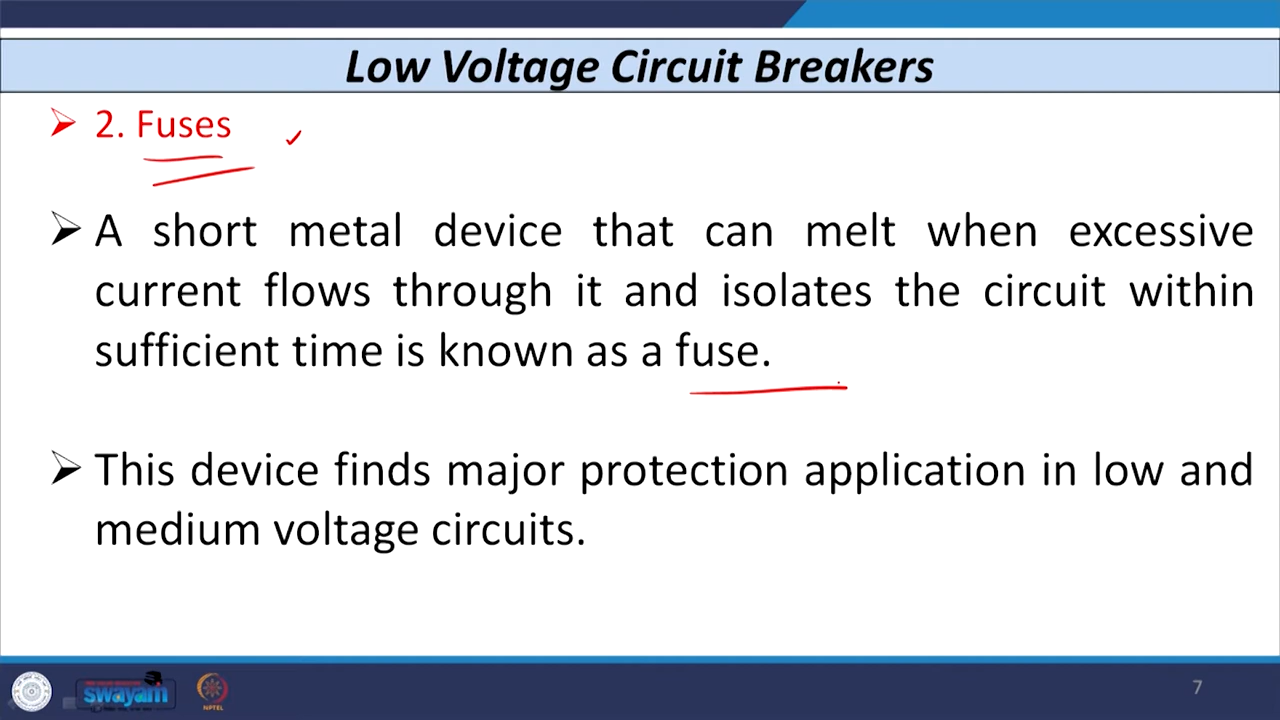 Low Voltage Circuit Breakers
➢ 2. Fuses ✓
➢ A short metal device that can melt when excessive
current flows through it and isolates the circuit within
sufficient time is known as a fuse.
➢ This device finds major protection application in low and
medium voltage circuits.
swayam
NPTEL
7